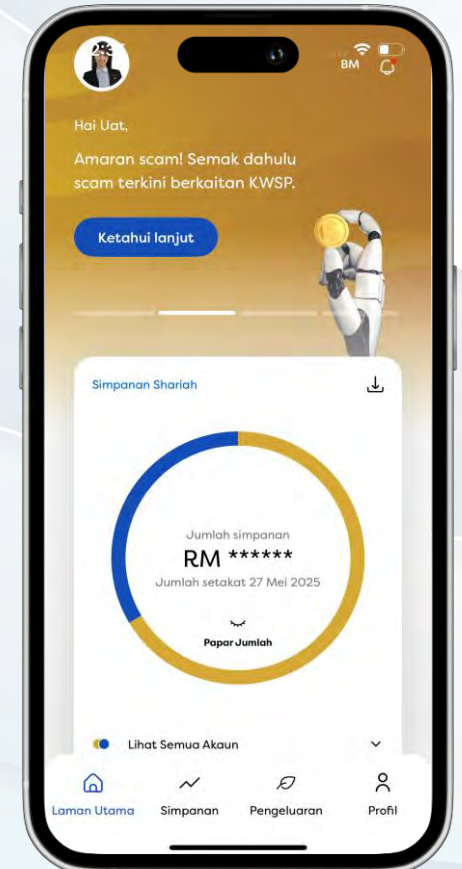 BM
Hai Uat,
Amaran scam! Semak dahulu
scam terkini berkaitan KWSP.
Ketahui lanjut
Simpanan Shariah
Jumlah simpanan
RM ******
Jumlah setakat 27 Mei 2025
Papar Jumlah
Lihat Semua Akaun
Laman Utama
Simpanan
Pengeluaran
Profil